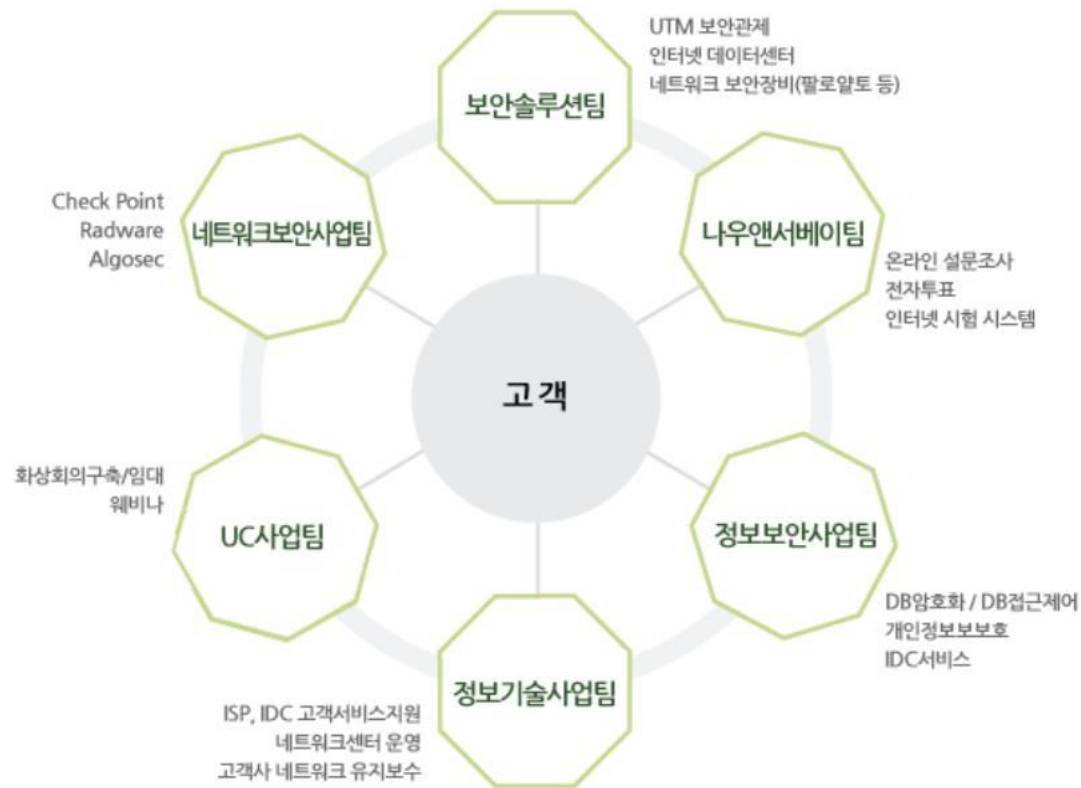 UTM 보안관제
인터넷 데이터센터
네트워크 보안장비(팔로얄토 등)
보안솔루션팀
Check Point
Radware
Algosec
네트워크보안사업팀
나우앤서베이팀
온라인 설문조사
전자투표
인터넷 시험 시스템
고객
화상회의구축/임대
웨비나
UC사업팀
정보보안사업팀
DB암호화 / DB접근제어
개인정보보보호
IDC서비스
정보기술사업팀
ISP, IDC 고객서비스지원
네트워크센터 운영
고객사 네트워크 유지보수